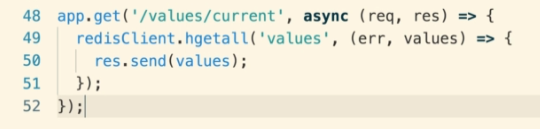 48 app.get('/values/current', async (req, res) => {
49   redisClient.hgetall('values', (err, values) => {
50     res.send(values);
51   });
52 });